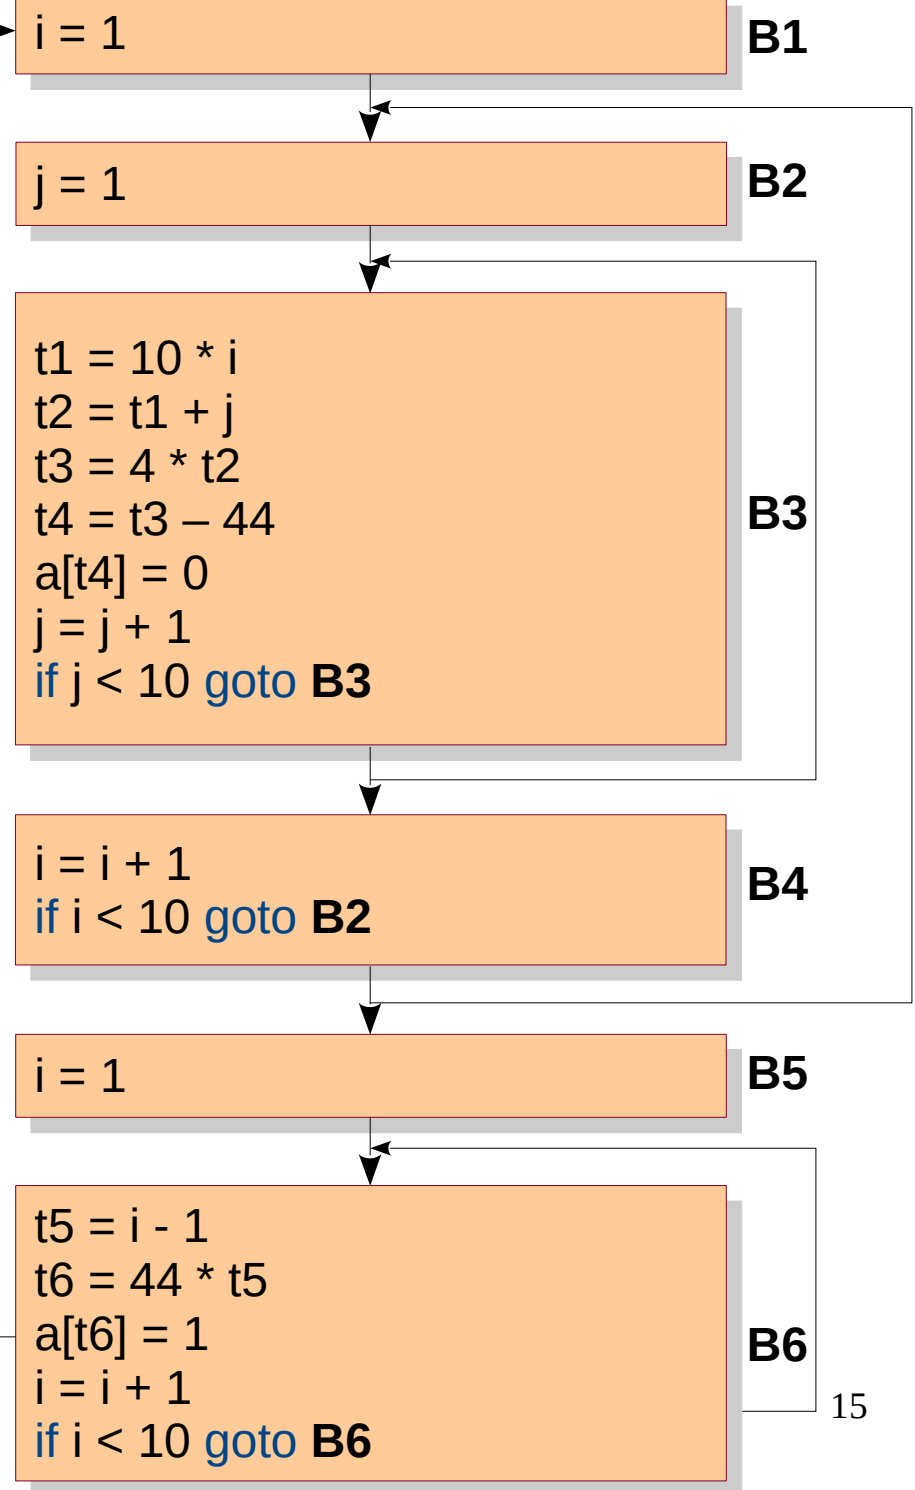 i = 1
B1
j = 1
B2
t1 = 10 * i
t2 = t1 + j
t3 = 4 * t2
t4 = t3 – 44
a[t4] = 0
j = j + 1
if j < 10 goto B3
B3
i = i + 1
if i < 10 goto B2
B4
i = 1
B5
t5 = i - 1
t6 = 44 * t5
a[t6] = 1
i = i + 1
if i < 10 goto B6
B6
15